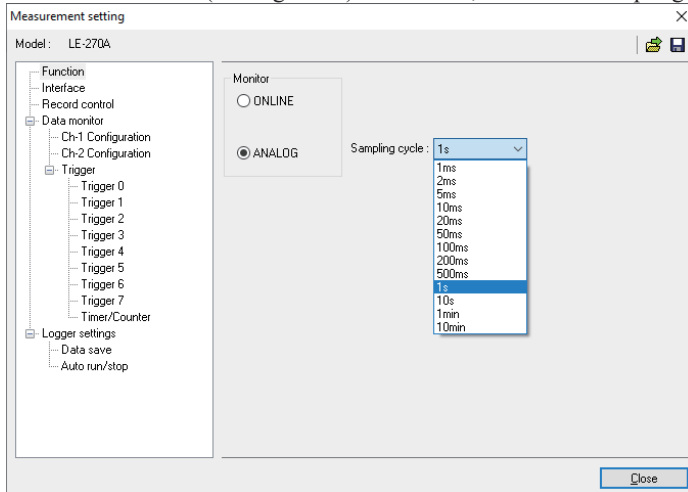 Measurement setting
Model : LE-270A
Function
Interface
Record control
Data monitor
Ch-1 Configuration
Ch-2 Configuration
Trigger
Trigger 0
Trigger 1
Trigger 2
Trigger 3
Trigger 4
Trigger 5
Trigger 6
Trigger 7
Timer/Counter
Logger settings
Data save
Auto run/stop
Monitor
ONLINE
ANALOG
Sampling cycle : 1s
1ms
2ms
5ms
10ms
20ms
50ms
100ms
200ms
500ms
1s
10s
1min
10min
Close